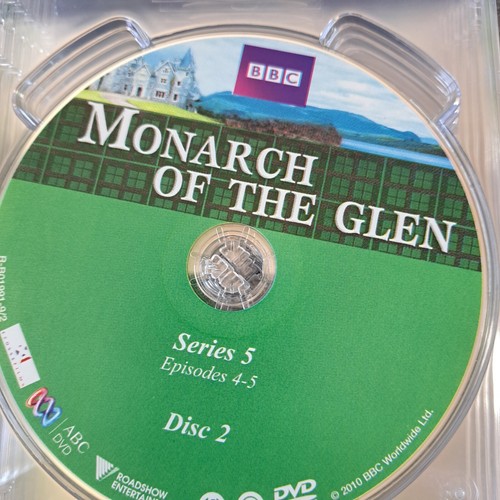 BBC
MONARCH
OF THE GLEN
Series 5
Episodes 4-5
Disc 2
ABC
DVD
ROADSHOW
ENTERTAINME
DVD
© 2010 BBC Worldwide Ltd.